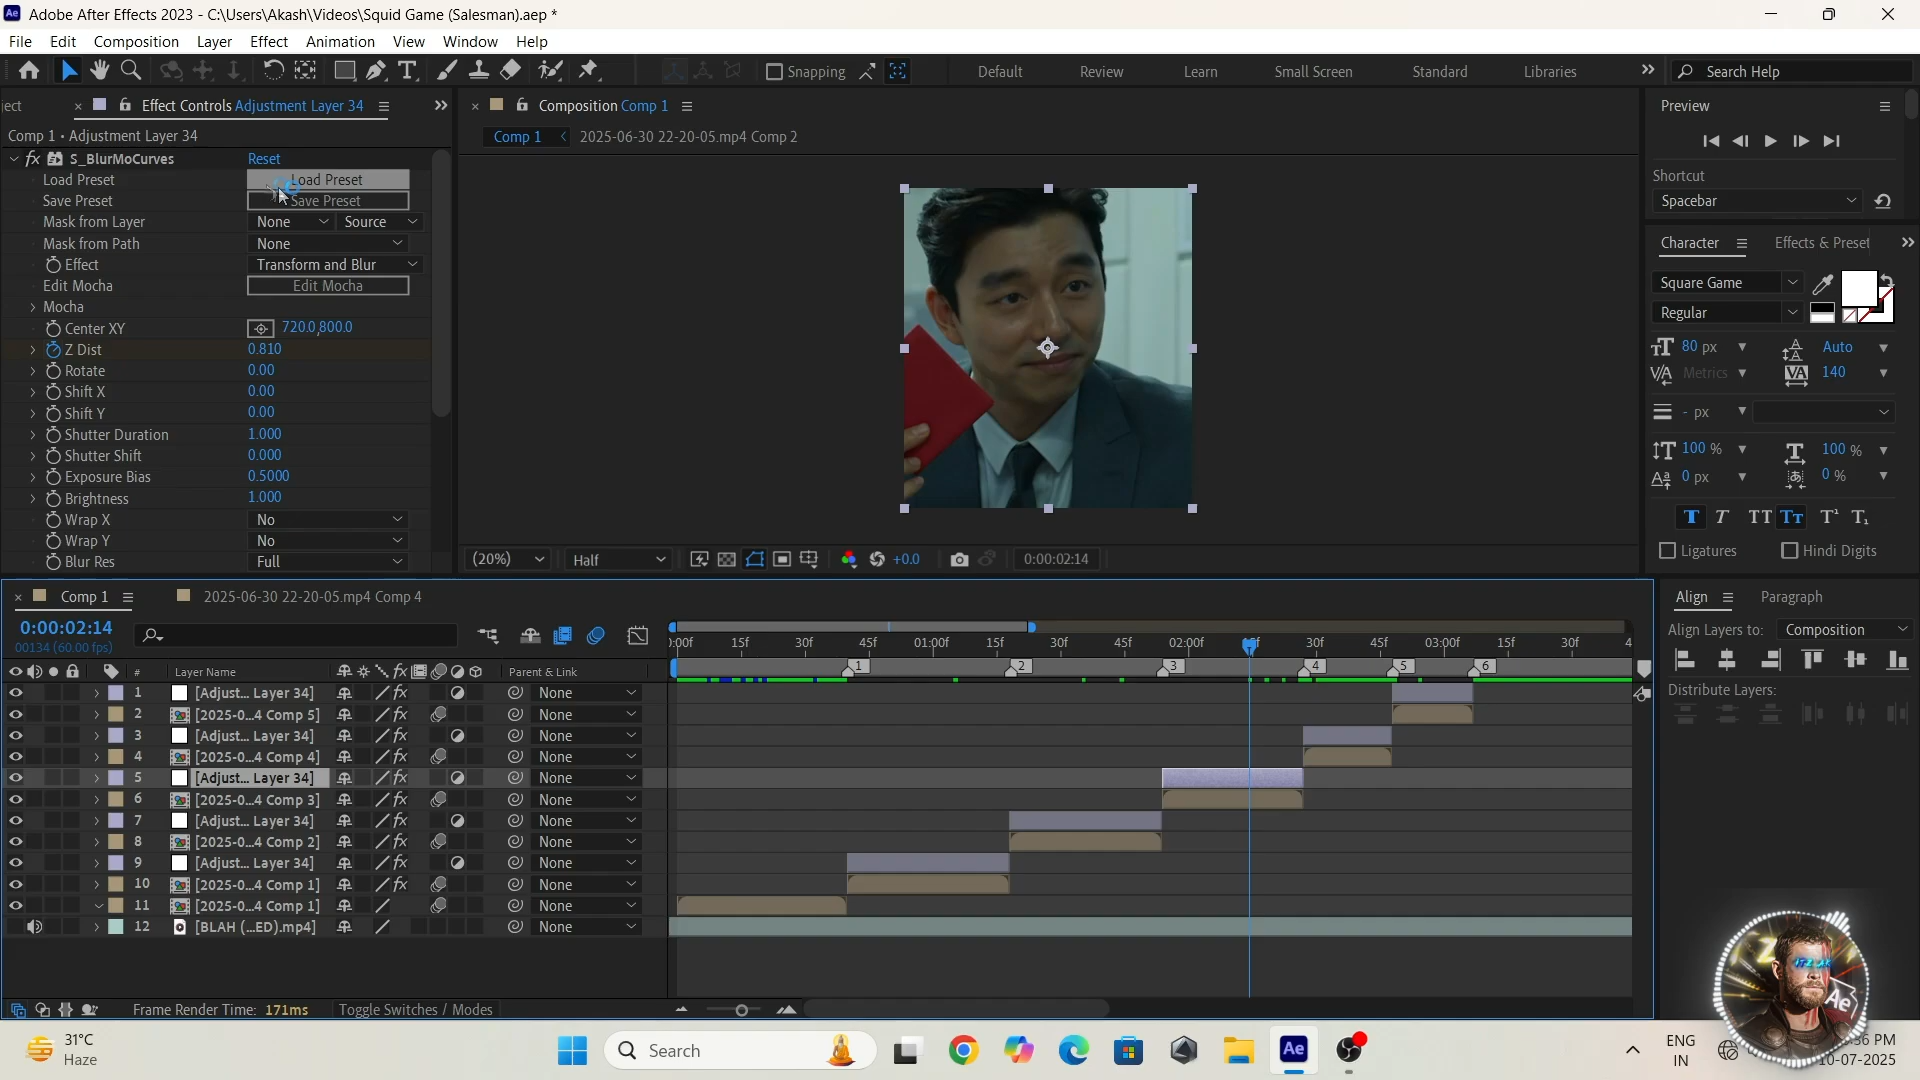 Adobe After Effects 2023 - C:\Users\Akash\Videos\Squid Game (Salesman).aep *
File Edit Composition Layer Effect Animation View Window Help
Snapping Default Review Learn Small Screen Standard Libraries Search Help
ject Effect Controls Adjustment Layer 34
Composition Comp 1
Preview
Comp 1 • Adjustment Layer 34
Comp 1 2025-06-30 22-20-05.mp4 Comp 2
fx S_BlurMoCurves Reset
Load Preset Load Preset
Save Preset Save Preset
Mask from Layer None Source
Mask from Path None
Effect Transform and Blur
Edit Mocha Edit Mocha
Mocha
Center XY 720.0,800.0
Z Dist 0.810
Rotate 0.00
Shift X 0.00
Shift Y 0.00
Shutter Duration 1.000
Shutter Shift 0.000
Exposure Bias 0.5000
Brightness 1.000
Wrap X No
Wrap Y No
Blur Res Full
(20%) Half +0.0 0:00:02:14
Shortcut
Spacebar
Character Effects & Preset
Square Game
Regular
80 px Auto
Metrics 140
- px
100 % 100 %
0 px 0 %
Ligatures Hindi Digits
Comp 1 2025-06-30 22-20-05.mp4 Comp 4
0:00:02:14
00134 (60.00 fps)
):00f 15f 30f 45f 01:00f 15f 30f 45f 02:00f 15f 30f 45f 03:00f 15f 30f 4
# Layer Name Parent & Link
1 2 3 4 5 6
1 [Adjust... Layer 34] None
2 [2025-0...4 Comp 5] None
3 [Adjust... Layer 34] None
4 [2025-0...4 Comp 4] None
5 [Adjust... Layer 34] None
6 [2025-0...4 Comp 3] None
7 [Adjust... Layer 34] None
8 [2025-0...4 Comp 2] None
9 [Adjust... Layer 34] None
10 [2025-0...4 Comp 1] None
11 [2025-0...4 Comp 1] None
12 [BLAH (...ED).mp4] None
Frame Render Time: 171ms Toggle Switches / Modes
Align Paragraph
Align Layers to: Composition
Distribute Layers:
31°C
Haze
Search
Ae
ENG
IN
:36 PM
10-07-2025
Ae